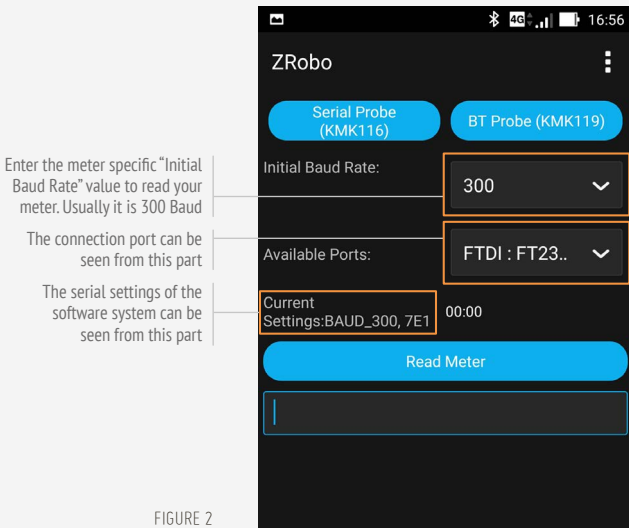 4G 16:56
ZRobo
Serial Probe
(KMK116)
BT Probe (KMK119)
Enter the meter specific “Initial
Baud Rate” value to read your
meter. Usually it is 300 Baud
Initial Baud Rate:
300
The connection port can be
seen from this part
Available Ports:
FTDI : FT23..
The serial settings of the
software system can be
seen from this part
Current
Settings:BAUD_300, 7E1
00:00
Read Meter
FIGURE 2